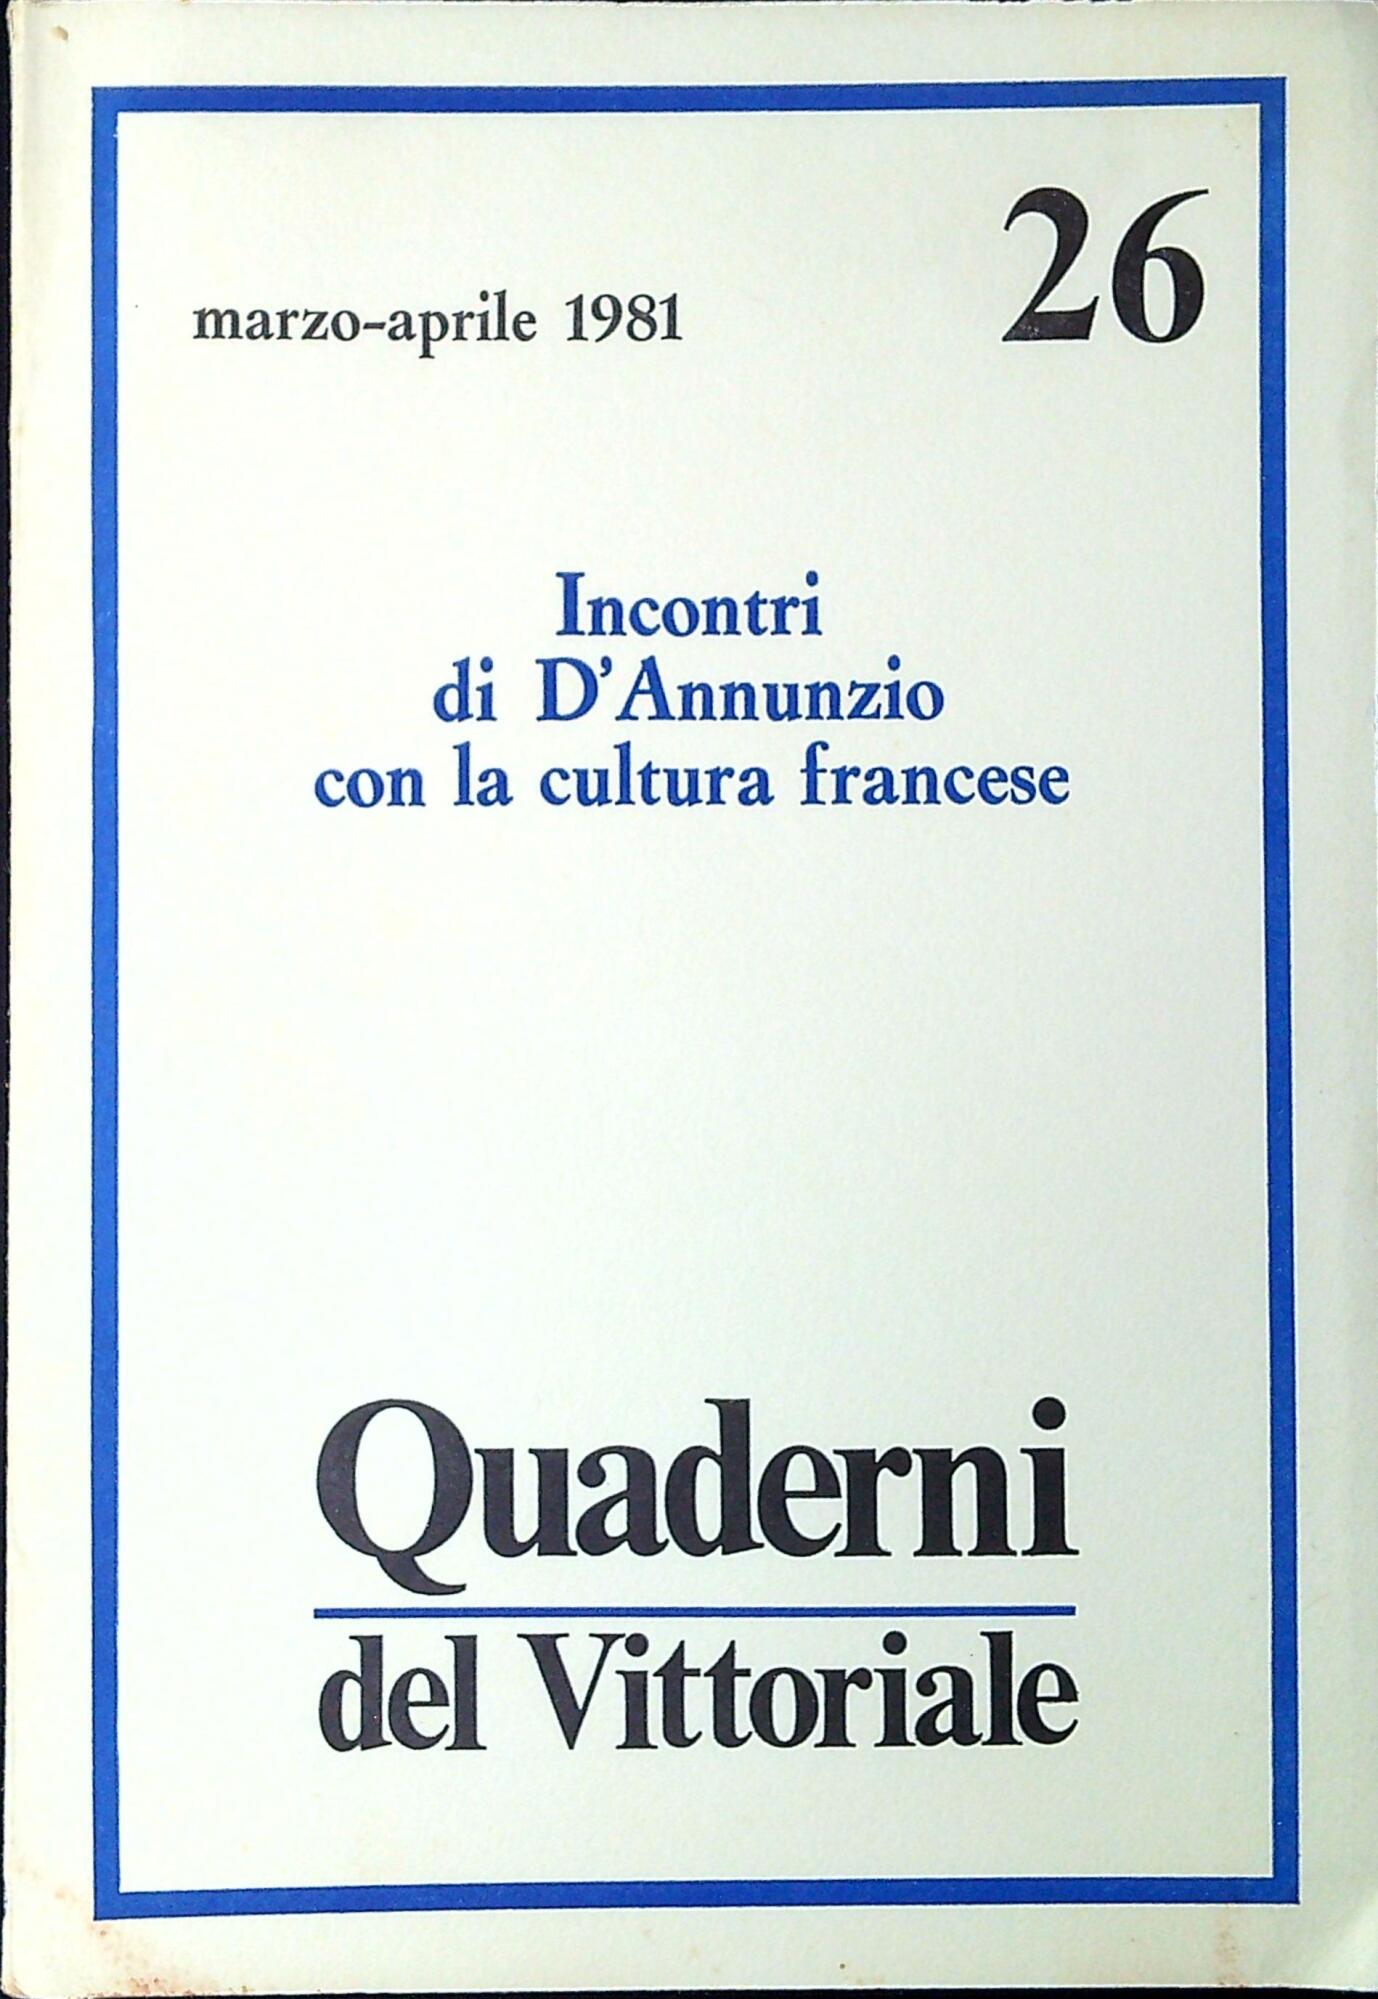 26
marzo-aprile 1981
Incontri
di D'Annunzio
con la cultura francese
Quaderni
del Vittoriale